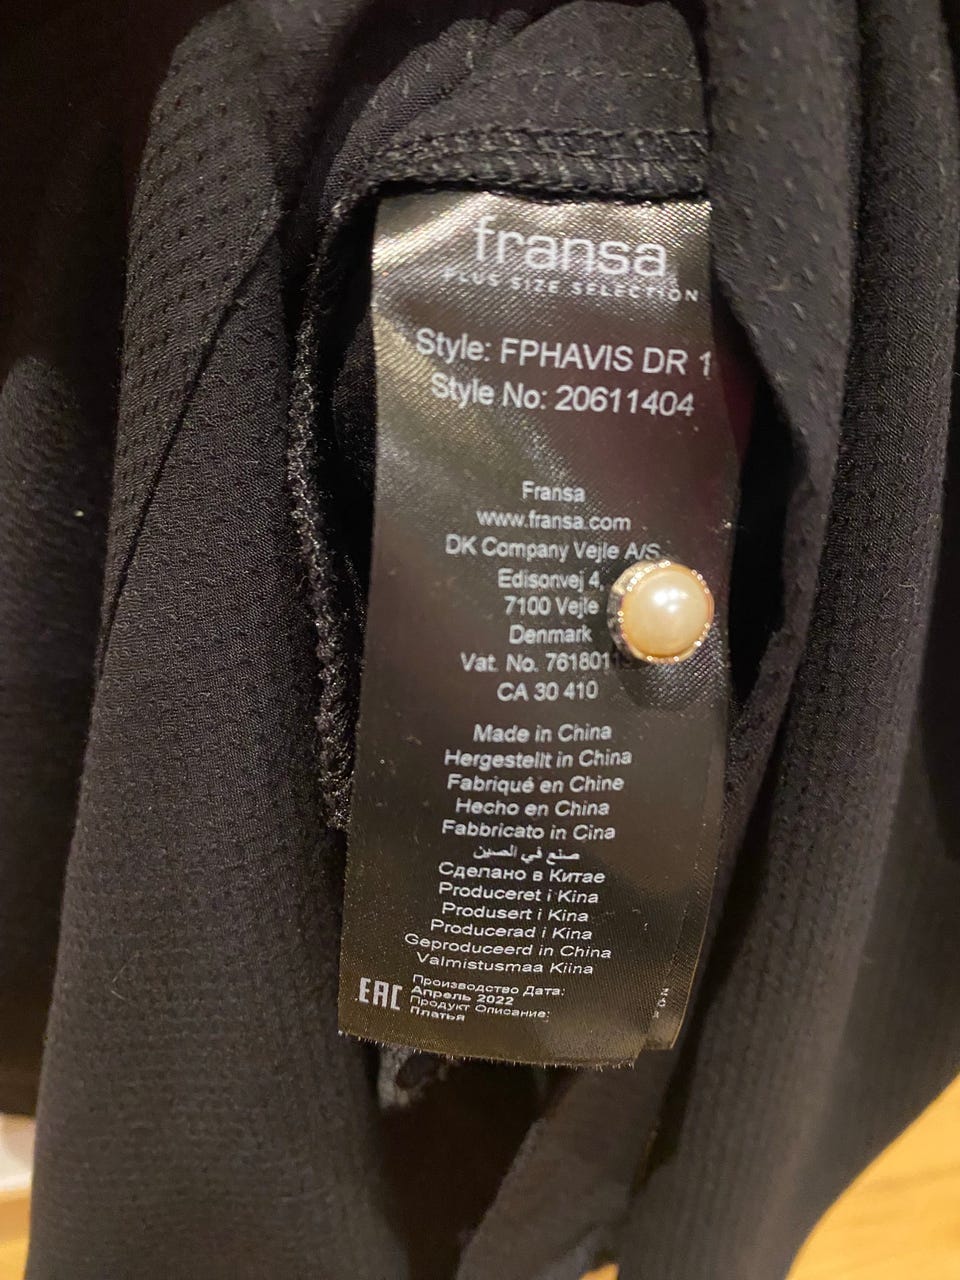 fransa
PLUS SIZE SELECTION
Style: FPHAVIS DR 1
Style No: 20611404
Fransa
www.fransa.com
DK Company Vejle A/S
Edisonvej 4,
7100 Vejle
Denmark
Vat. No.
CA 30 410
Made in China
Hergestellt in China
Fabriqué en Chine
Hecho en China
Fabbricato in Cina
صنع في الصين
Сделано в Китае
Produceret i Kina
Produsert i Kina
Producerad i Kina
Geproduceerd in China
Valmistusmaa Kiina
EAC
Производство Дата:
Апрель 2022
Продукт Описание:
Платья